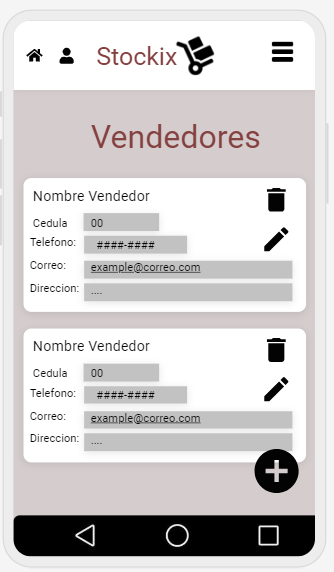 Stockix
Vendedores
Nombre Vendedor
Cedula 00
Telefono: ####-####
Correo: example@correo.com
Direccion: ....
Nombre Vendedor
Cedula 00
Telefono: ####-####
Correo: example@correo.com
Direccion: ....